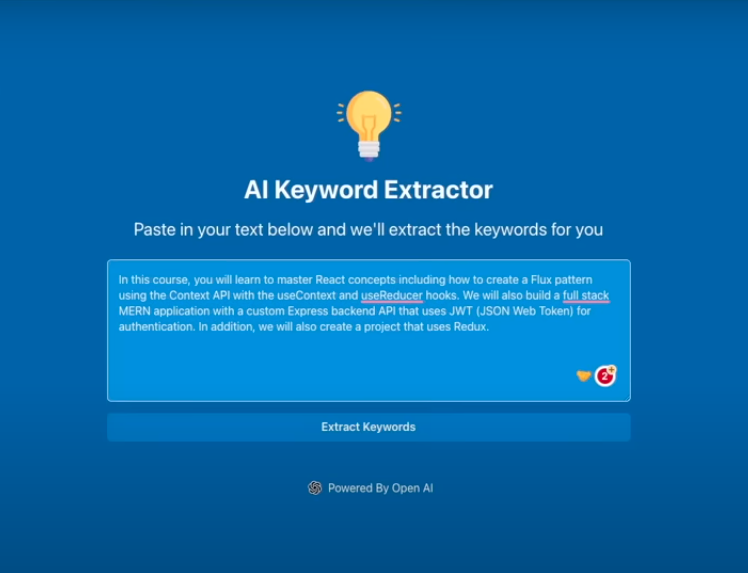 AI Keyword Extractor
Paste in your text below and we'll extract the keywords for you
In this course, you will learn to master React concepts including how to create a Flux pattern
using the Context API with the useContext and useReducer hooks. We will also build a full stack
MERN application with a custom Express backend API that uses JWT (JSON Web Token) for
authentication. In addition, we will also create a project that uses Redux.
2
Extract Keywords
Powered By Open AI